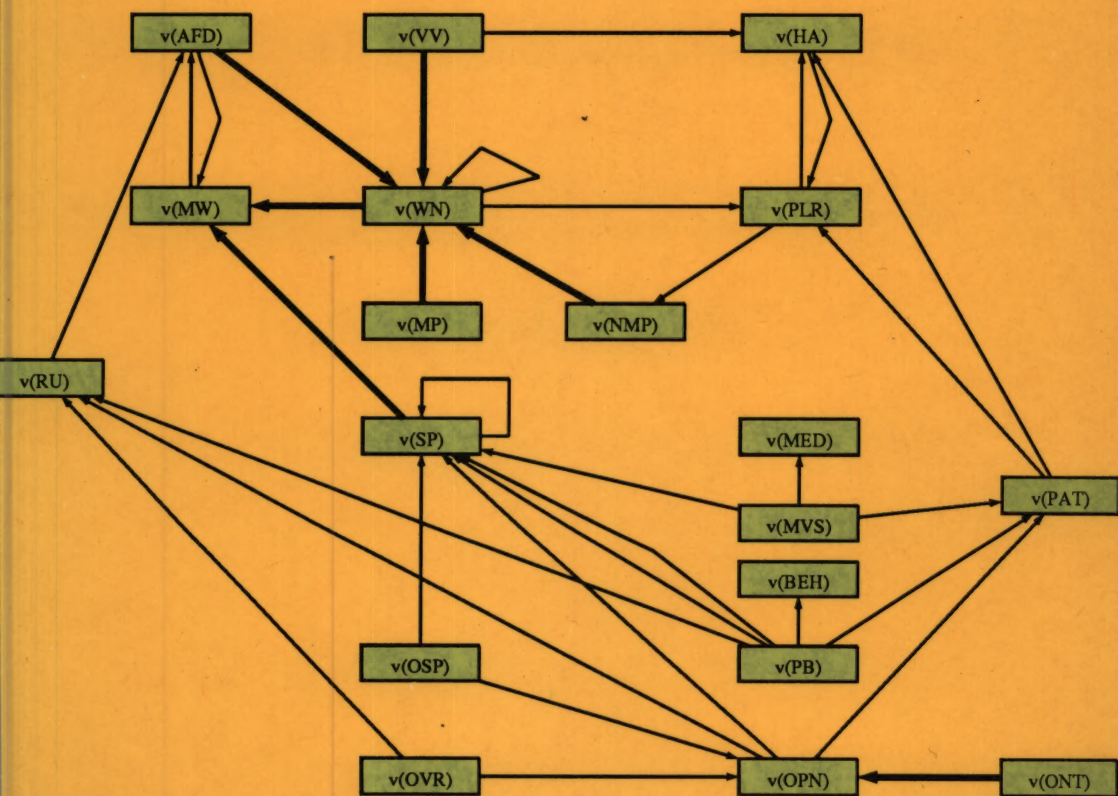 v(AFD)
v(VV)
v(HA)
v(MW)
v(WN)
v(PLR)
v(MP)
v(NMP)
v(RU)
v(SP)
v(MED)
v(PAT)
v(MVS)
v(BEH)
v(OSP)
v(PB)
v(OVR)
v(OPN)
v(ONT)